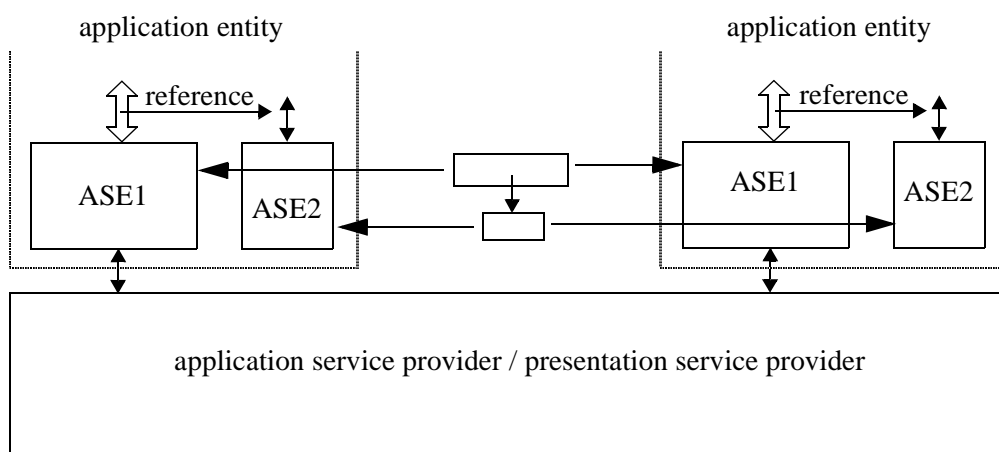 application entity
application entity
reference
reference
ASE1
ASE2
ASE1
ASE2
application service provider / presentation service provider